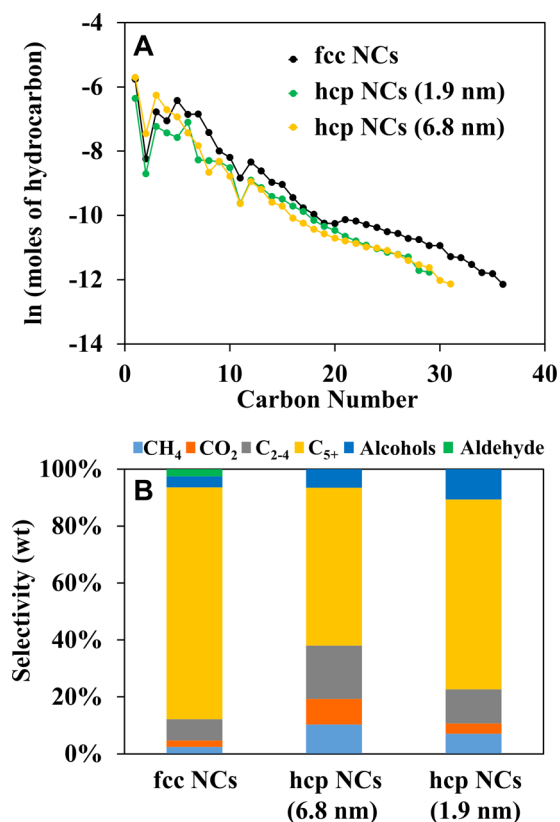 A
fcc NCs
hcp NCs (1.9 nm)
hcp NCs (6.8 nm)
ln (moles of hydrocarbon)
-4
-6
-8
-10
-12
-14
0
10
20
30
40
Carbon Number
CH₄ CO₂ C₂₋₄ C₅₊ Alcohols Aldehyde
B
Selectivity (wt)
100%
80%
60%
40%
20%
0%
fcc NCs
hcp NCs
(6.8 nm)
hcp NCs
(1.9 nm)